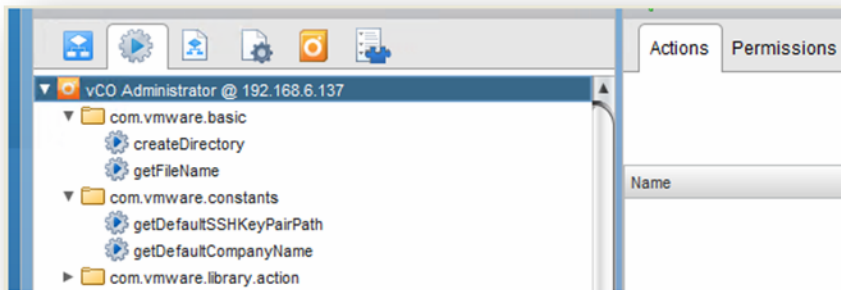 Actions Permissions
vCO Administrator @ 192.168.6.137
com.vmware.basic
createDirectory
getFileName
Name
com.vmware.constants
getDefaultSSHKeyPairPath
getDefaultCompanyName
com.vmware.library.action